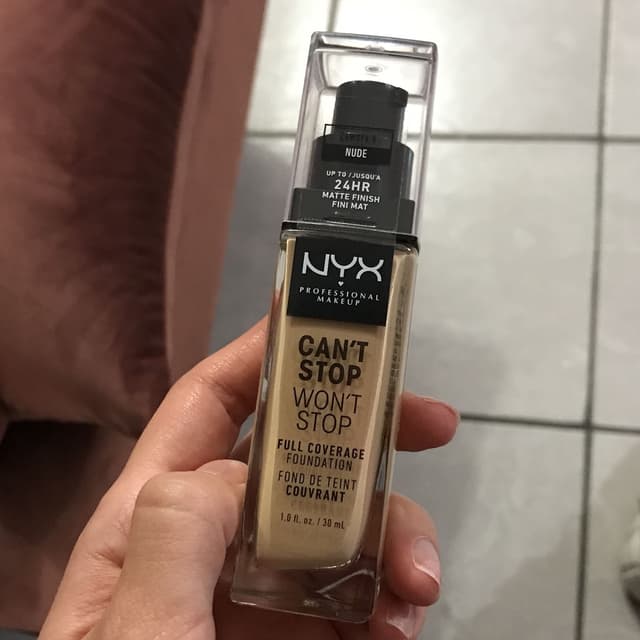 NUDE
UP TO / JUSQU'A
24HR
MATTE FINISH
FINI MAT
NYX
PROFESSIONAL
MAKEUP
CAN'T
STOP
WON'T
STOP
FULL COVERAGE
FOUNDATION
FOND DE TEINT
COUVRANT
1.0 fl. oz. / 30 mL